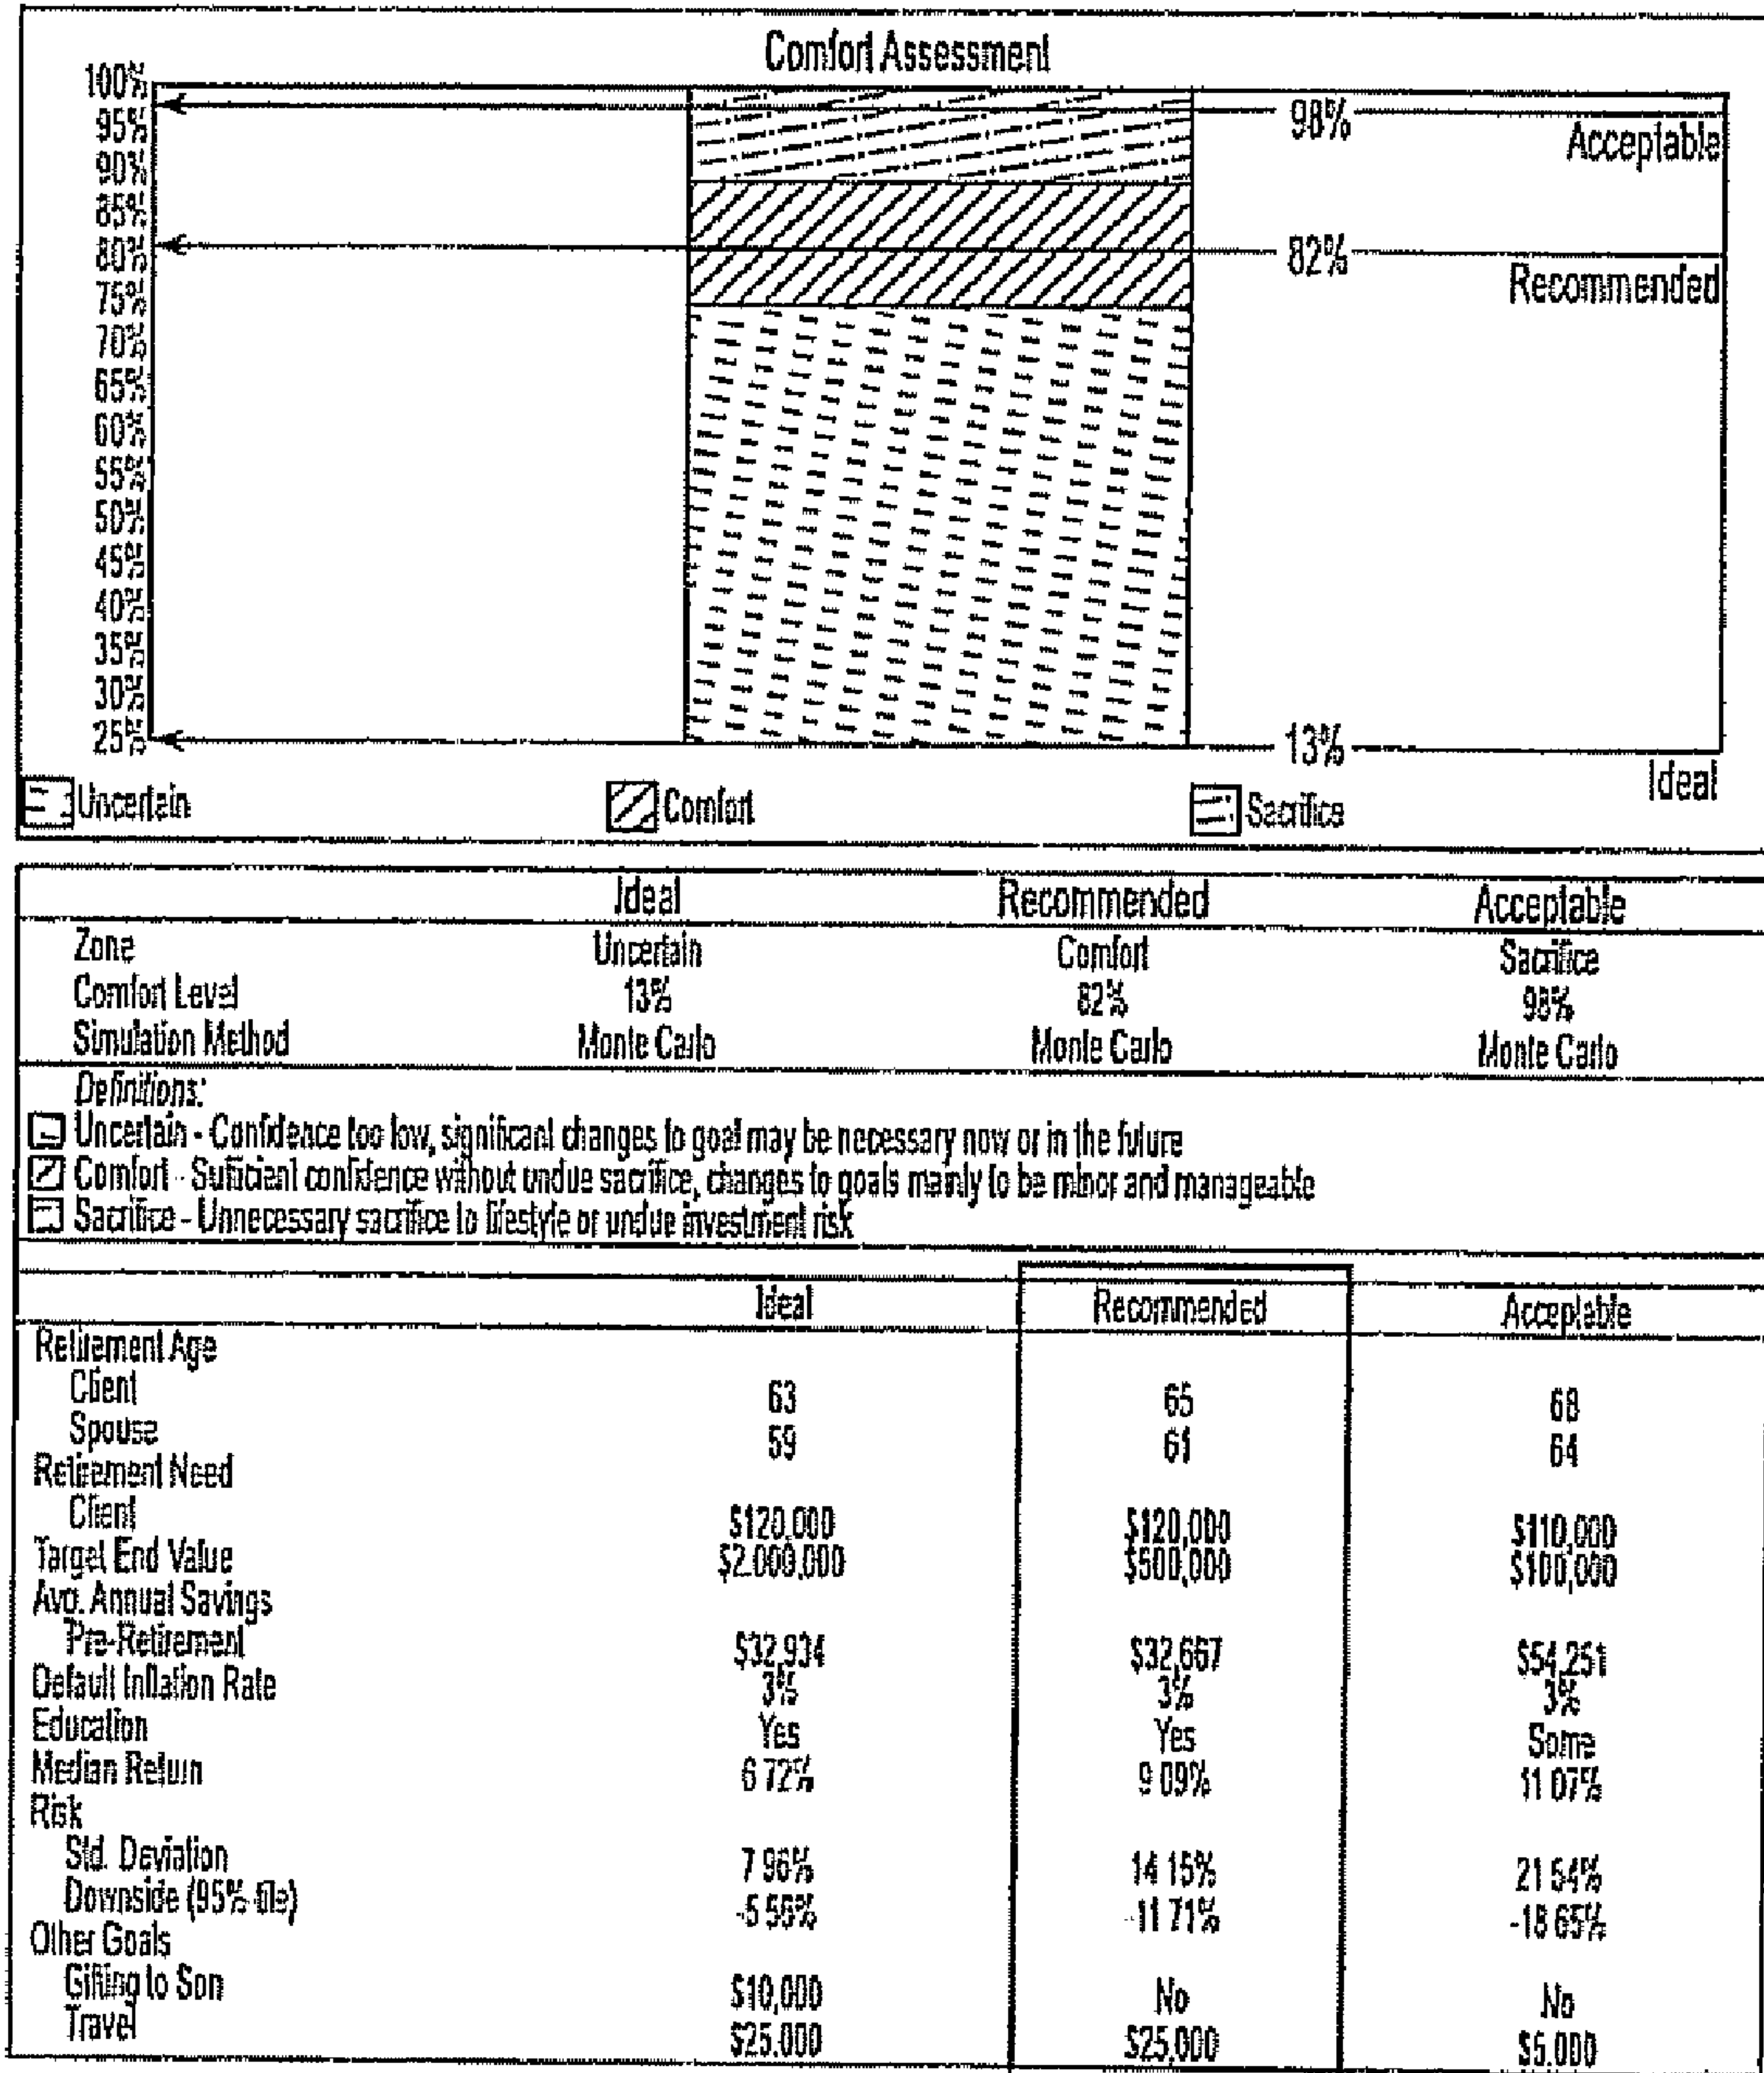 Comfort Assessment
100%
95%
90%
85%
80%
75%
70%
65%
60%
55%
50%
45%
40%
35%
30%
25%
98%
Acceptable
82%
Recommended
13%
Ideal
Uncertain Comfort Sacrifice
Ideal Recommended Acceptable
Zone Uncertain Comfort Sacrifice
Comfort Level 13% 82% 98%
Simulation Method Monte Carlo Monte Carlo Monte Carlo
Definitions:
Uncertain - Confidence too low, significant changes to goal may be necessary now or in the future
Comfort - Sufficient confidence without undue sacrifice, changes to goals mainly to be minor and manageable
Sacrifice - Unnecessary sacrifice to lifestyle or undue investment risk
Ideal Recommended Acceptable
Retirement Age
Client 63 65 68
Spouse 59 61 64
Retirement Need
Client $120,000 $120,000 $110,000
Target End Value $2,000,000 $500,000 $100,000
Avg. Annual Savings
Pre-Retirement $32,934 $32,667 $54,251
Default Inflation Rate 3% 3% 3%
Education Yes Yes Some
Median Return 6.72% 9.09% 11.07%
Risk
Std. Deviation 7.96% 14.15% 21.54%
Downside (95%-tile) -5.56% -11.71% -18.65%
Other Goals
Gifting to Son $10,000 No No
Travel $25,000 $25,000 $5,000